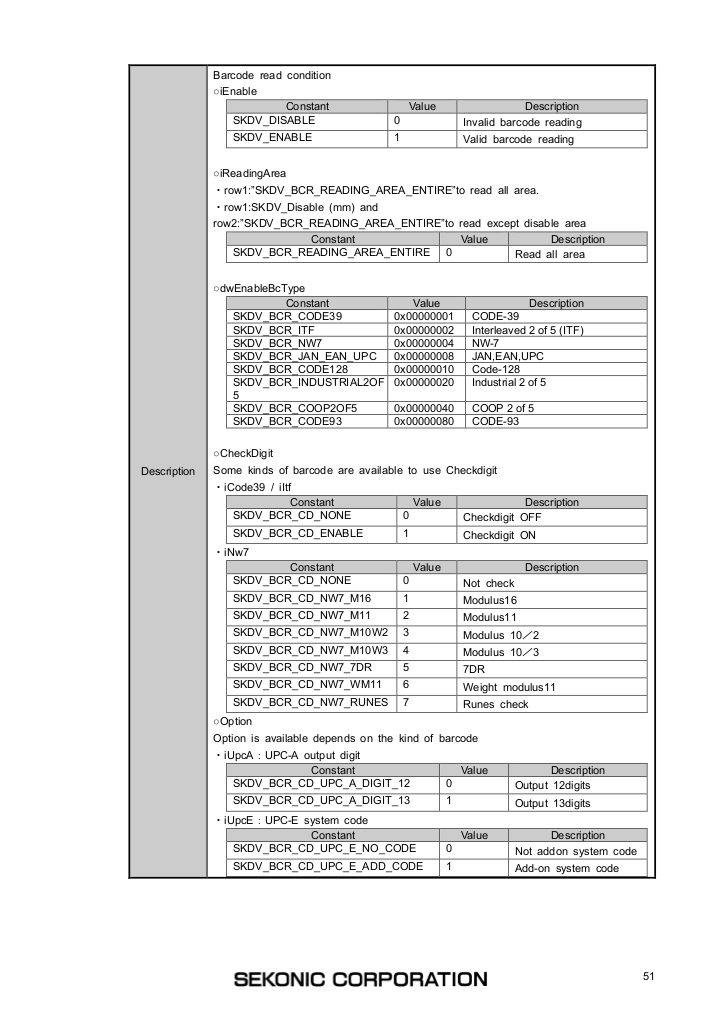 Barcode read condition
○iEnable
Constant Value Description
SKDV_DISABLE 0 Invalid barcode reading
SKDV_ENABLE 1 Valid barcode reading
○iReadingArea
・row1:"SKDV_BCR_READING_AREA_ENTIRE"to read all area.
・row1:SKDV_Disable (mm) and
row2:"SKDV_BCR_READING_AREA_ENTIRE"to read except disable area
Constant Value Description
SKDV_BCR_READING_AREA_ENTIRE 0 Read all area
○dwEnableBcType
Constant Value Description
SKDV_BCR_CODE39 0x00000001 CODE-39
SKDV_BCR_ITF 0x00000002 Interleaved 2 of 5 (ITF)
SKDV_BCR_NW7 0x00000004 NW-7
SKDV_BCR_JAN_EAN_UPC 0x00000008 JAN,EAN,UPC
SKDV_BCR_CODE128 0x00000010 Code-128
SKDV_BCR_INDUSTRIAL2OF 0x00000020 Industrial 2 of 5
5
SKDV_BCR_COOP2OF5 0x00000040 COOP 2 of 5
SKDV_BCR_CODE93 0x00000080 CODE-93
○CheckDigit
Description
Some kinds of barcode are available to use Checkdigit
・iCode39 / iItf
Constant Value Description
SKDV_BCR_CD_NONE 0 Checkdigit OFF
SKDV_BCR_CD_ENABLE 1 Checkdigit ON
・iNw7
Constant Value Description
SKDV_BCR_CD_NONE 0 Not check
SKDV_BCR_CD_NW7_M16 1 Modulus16
SKDV_BCR_CD_NW7_M11 2 Modulus11
SKDV_BCR_CD_NW7_M10W2 3 Modulus 10／2
SKDV_BCR_CD_NW7_M10W3 4 Modulus 10／3
SKDV_BCR_CD_NW7_7DR 5 7DR
SKDV_BCR_CD_NW7_WM11 6 Weight modulus11
SKDV_BCR_CD_NW7_RUNES 7 Runes check
○Option
Option is available depends on the kind of barcode
・iUpcA : UPC-A output digit
Constant Value Description
SKDV_BCR_CD_UPC_A_DIGIT_12 0 Output 12digits
SKDV_BCR_CD_UPC_A_DIGIT_13 1 Output 13digits
・iUpcE : UPC-E system code
Constant Value Description
SKDV_BCR_CD_UPC_E_NO_CODE 0 Not addon system code
SKDV_BCR_CD_UPC_E_ADD_CODE 1 Add-on system code
SEKONIC CORPORATION
51